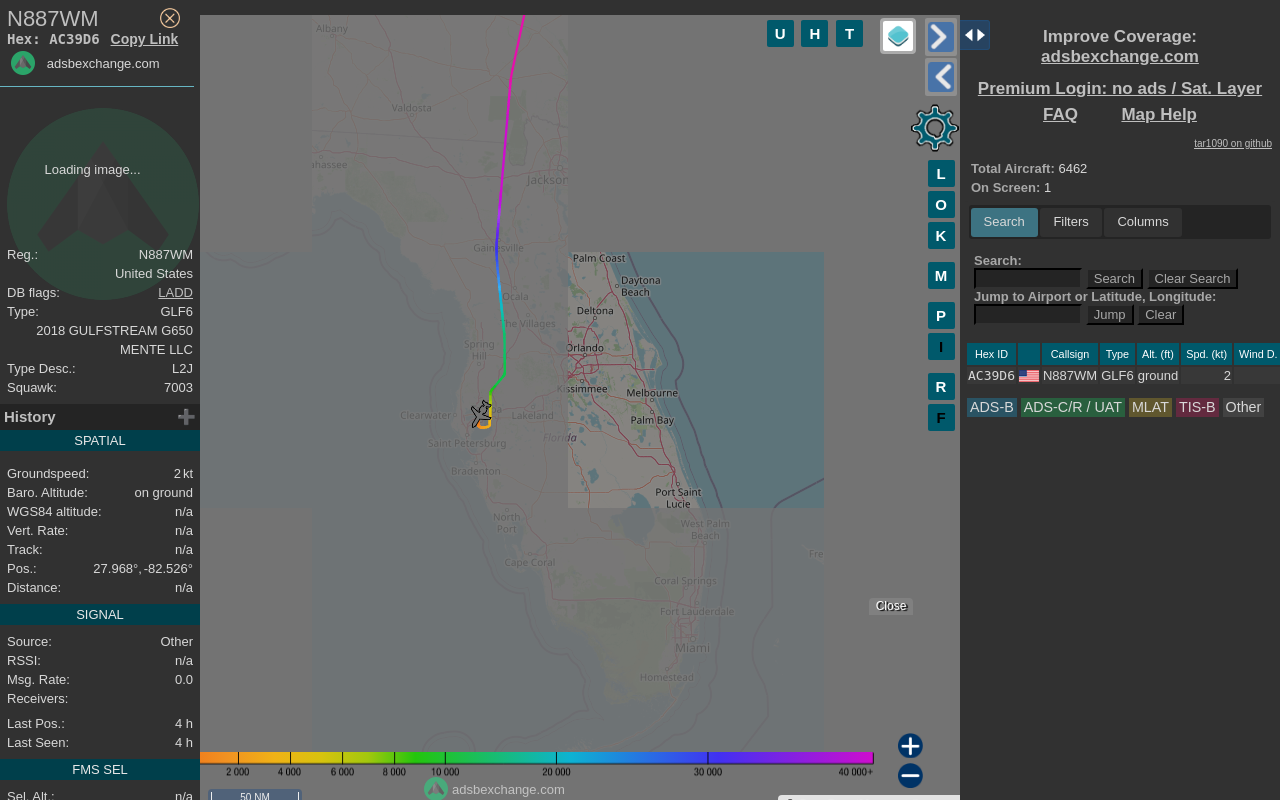 N887WM
Hex: AC39D6 Copy Link
adsbexchange.com
Loading image...
Reg.: N887WM
United States
DB flags: LADD
Type: GLF6
2018 GULFSTREAM G650
MENTE LLC
Type Desc.: L2J
Squawk: 7003
History
SPATIAL
Groundspeed: 2 kt
Baro. Altitude: on ground
WGS84 altitude: n/a
Vert. Rate: n/a
Track: n/a
Pos.: 27.968°, -82.526°
Distance: n/a
SIGNAL
Source: Other
RSSI: n/a
Msg. Rate: 0.0
Receivers:
Last Pos.: 4 h
Last Seen: 4 h
FMS SEL
Sel. Alt.: n/a
Albany
Valdosta
ahassee
Jackson
Gainesville
Palm Coast
Daytona
Beach
Ocala
Deltona
The Villages
Spring
Hill
Orlando
Kissimmee
Melbourne
Clearwater
Lakeland
Palm Bay
Saint Petersburg
Florida
Bradenton
Port Saint
Lucie
North
Port
West Palm
Beach
Cape Coral
Fre
Coral Springs
Fort Lauderdale
Miami
Homestead
Close
2 000 4 000 6 000 8 000 10 000 20 000 30 000 40 000+
50 NM
adsbexchange.com
U H T
L
O
K
M
P
I
R
F
Improve Coverage:
adsbexchange.com
Premium Login: no ads / Sat. Layer
FAQ Map Help
tar1090 on github
Total Aircraft: 6462
On Screen: 1
Search Filters Columns
Search:
Search Clear Search
Jump to Airport or Latitude, Longitude:
Jump Clear
Hex ID Callsign Type Alt. (ft) Spd. (kt) Wind D.
AC39D6 N887WM GLF6 ground 2
ADS-B ADS-C/R / UAT MLAT TIS-B Other